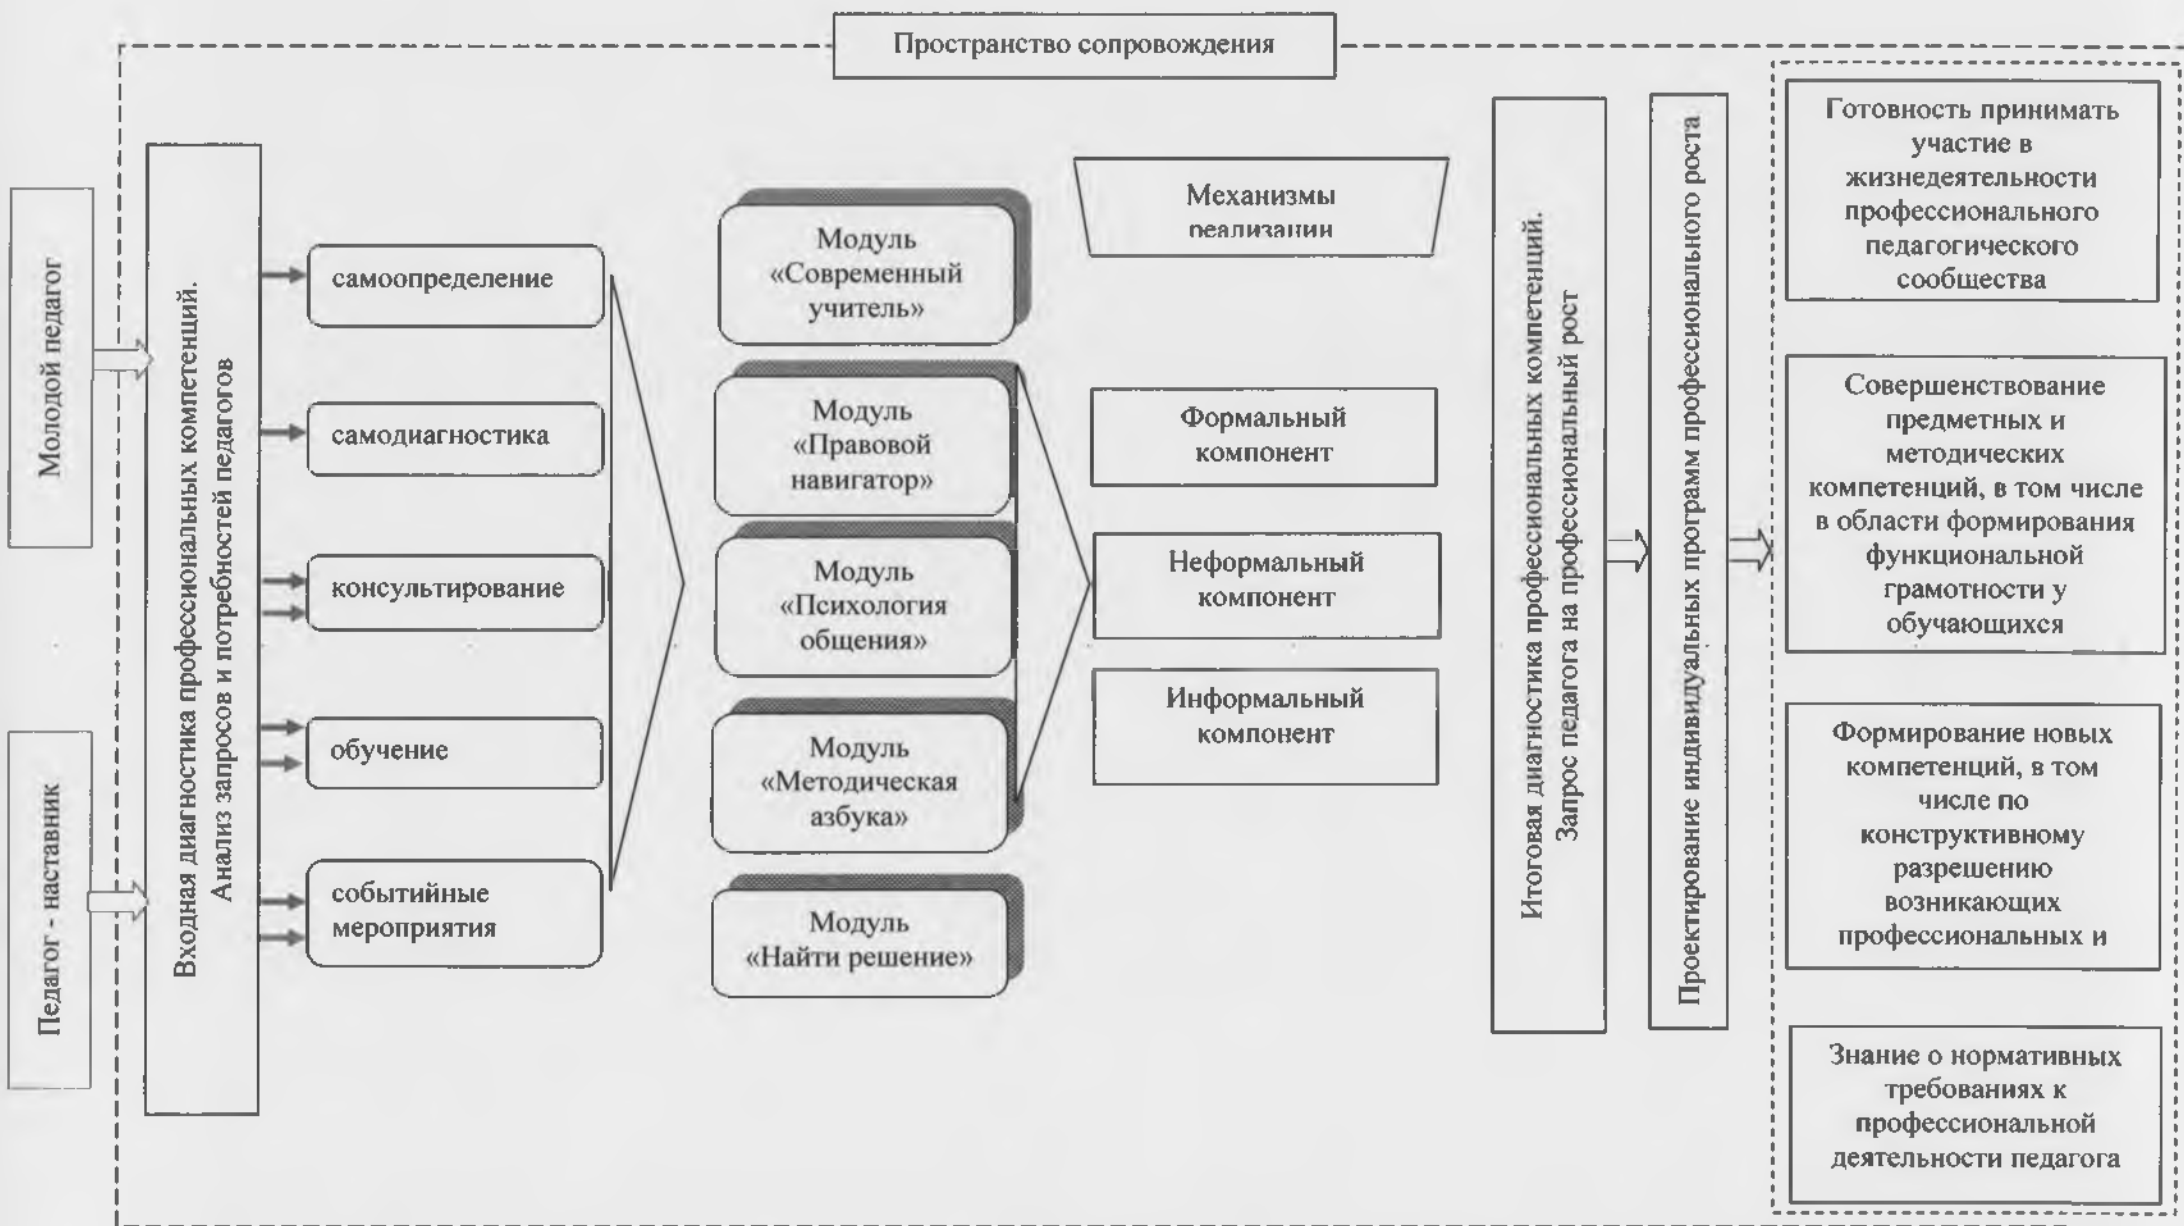 Пространство сопровождения
Молодой педагог
Педагог - наставник
Входная диагностика профессиональных компетенций.
Анализ запросов и потребностей педагогов
самоопределение
самодиагностика
консультирование
обучение
событийные
мероприятия
Модуль
«Современный
учитель»
Модуль
«Правовой
навигатор»
Модуль
«Психология
общения»
Модуль
«Методическая
азбука»
Модуль
«Найти решение»
Механизмы
реализации
Формальный
компонент
Неформальный
компонент
Информальный
компонент
Итоговая диагностика профессиональных компетенций.
Запрос педагога на профессиональный рост
Проектирование индивидуальных программ профессионального роста
Готовность принимать
участие в
жизнедеятельности
профессионального
педагогического
сообщества
Совершенствование
предметных и
методических
компетенций, в том числе
в области формирования
функциональной
грамотности у
обучающихся
Формирование новых
компетенций, в том
числе по
конструктивному
разрешению
возникающих
профессиональных и
Знание о нормативных
требованиях к
профессиональной
деятельности педагога